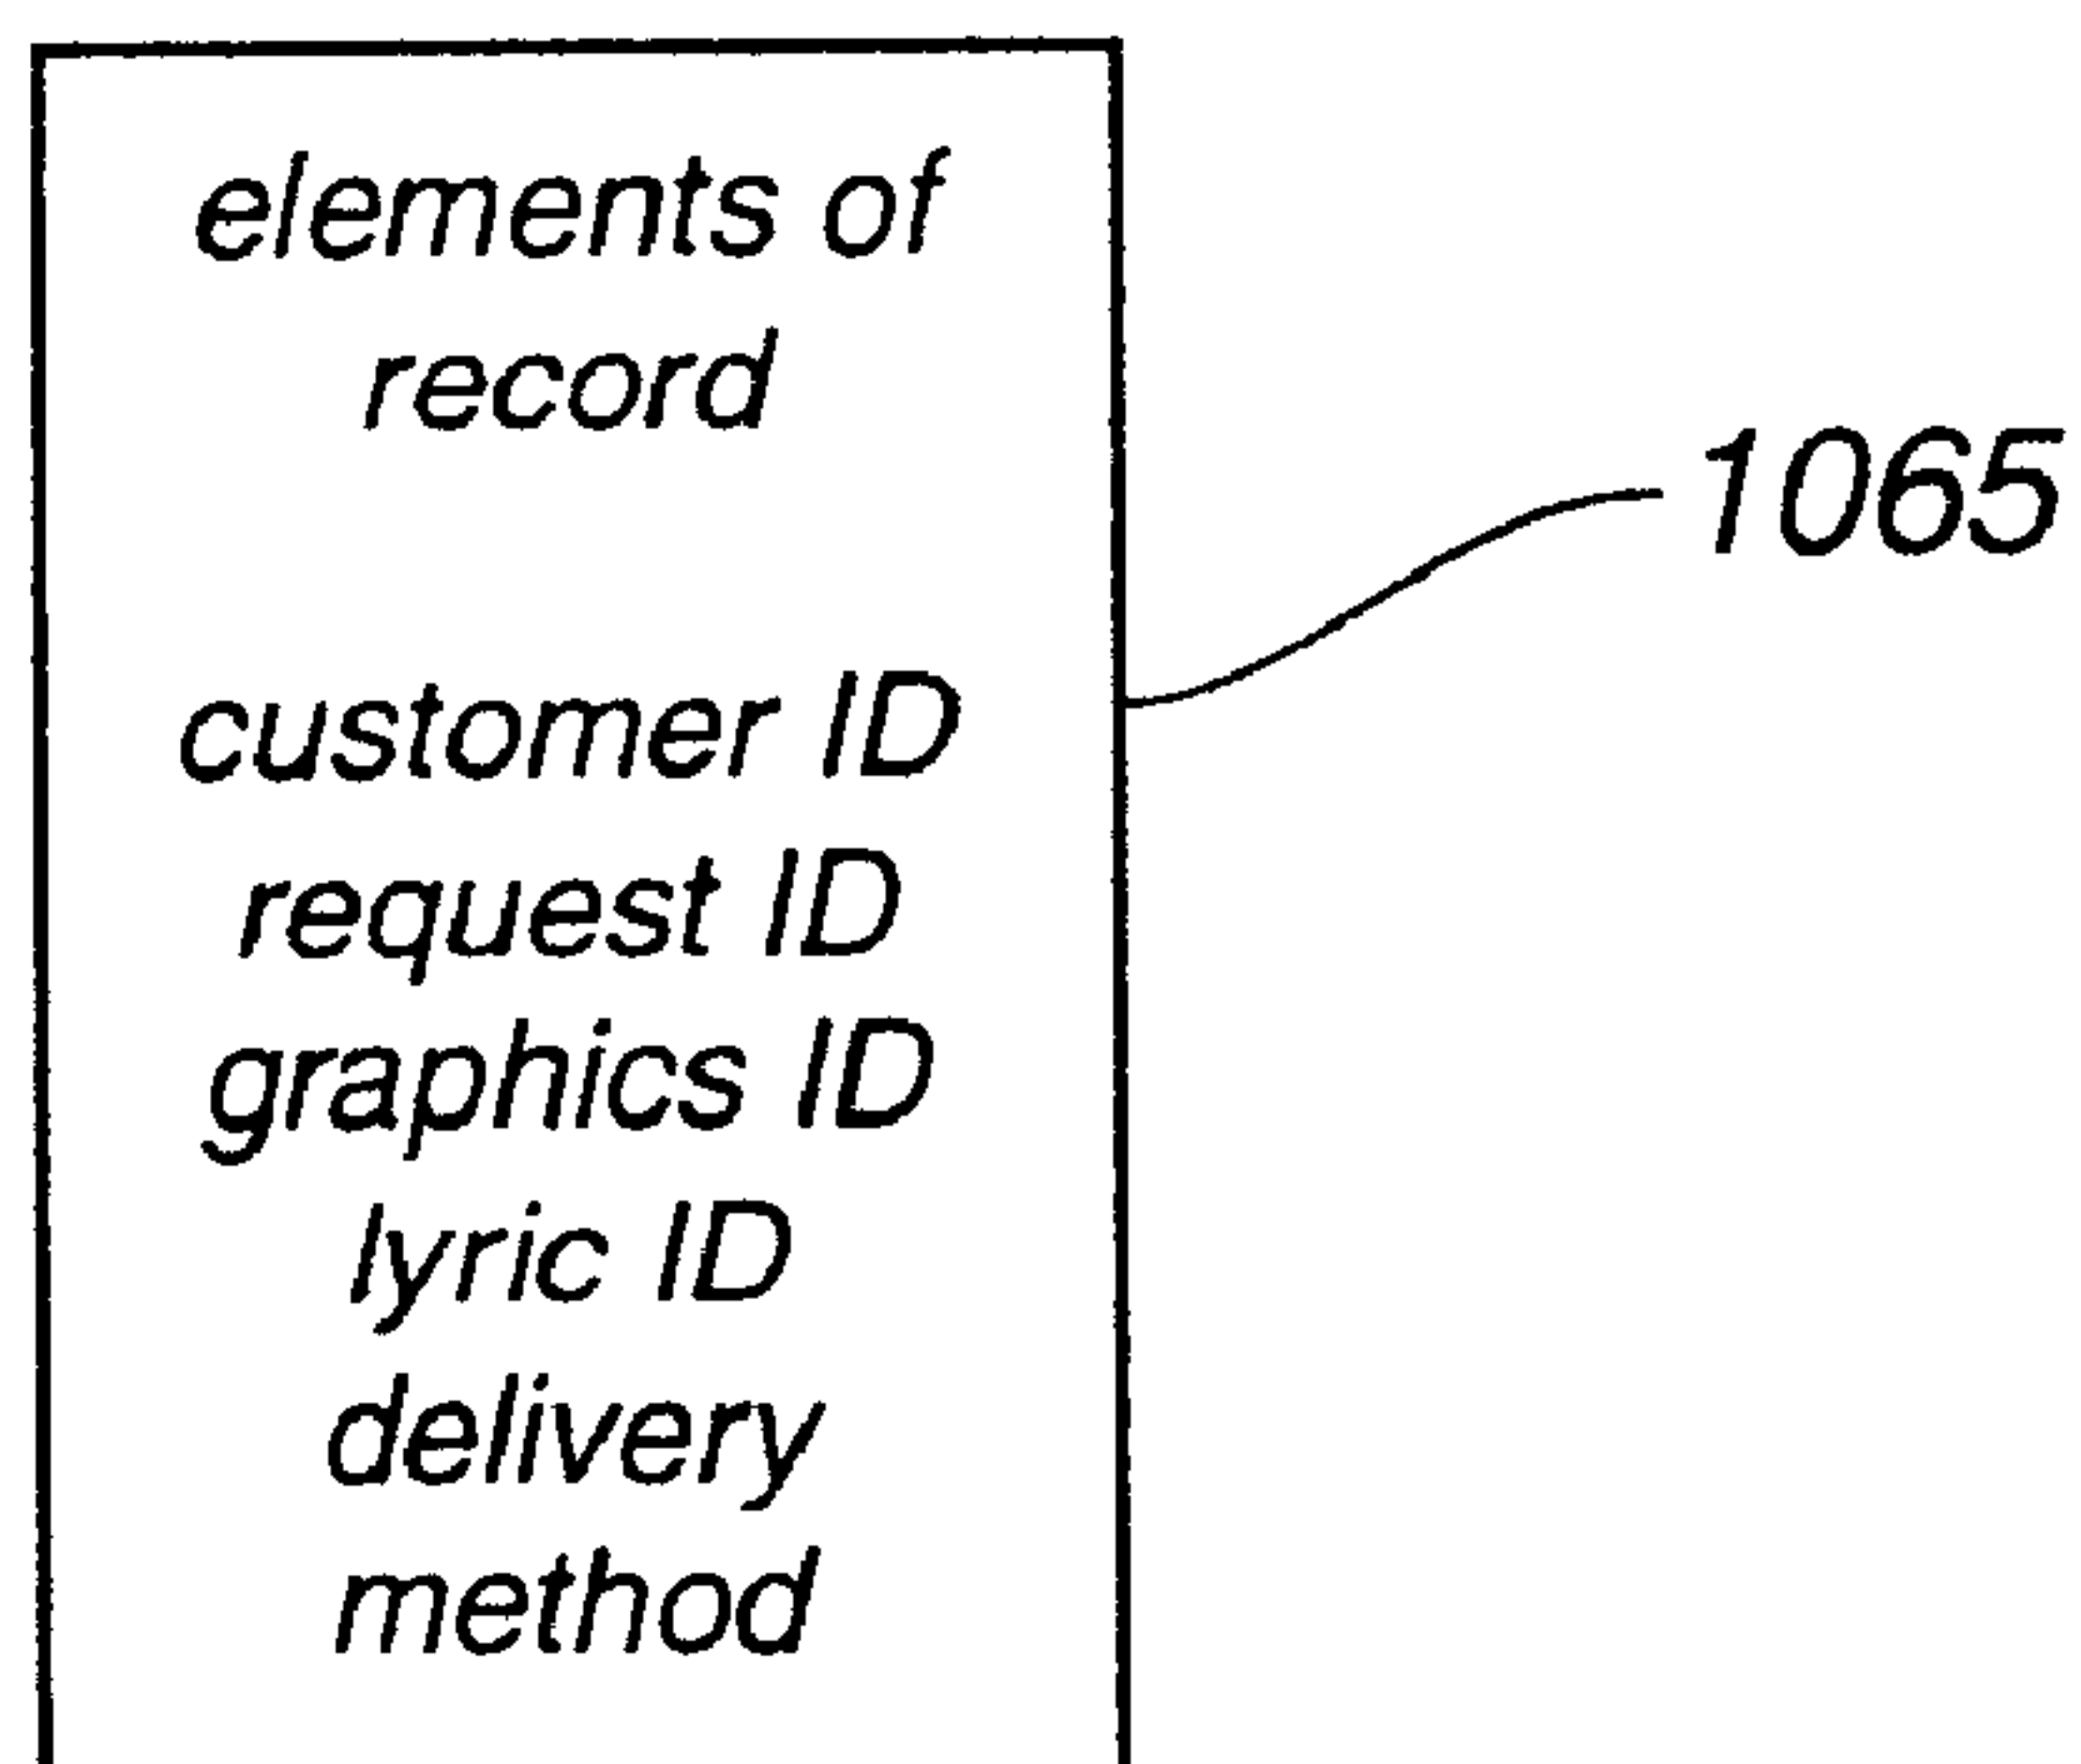 elements of
record
1065
customer ID
request ID
graphics ID
lyric ID
delivery
method